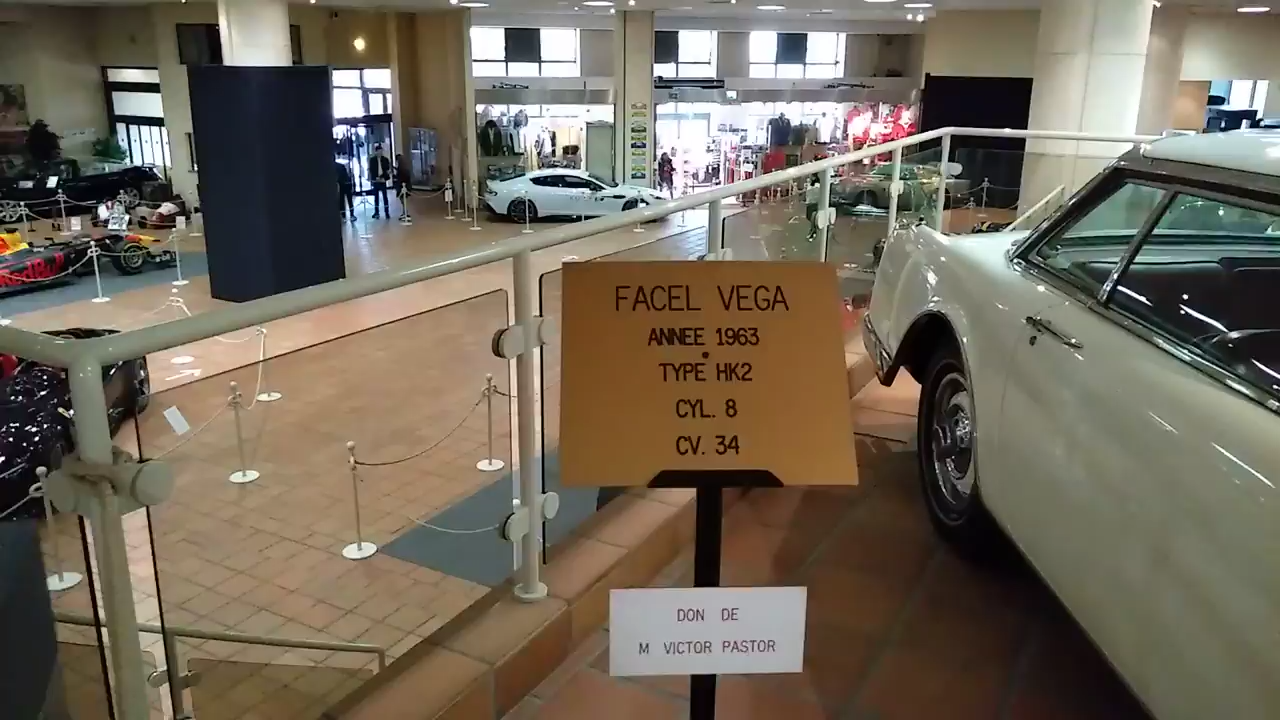 FACEL VEGA
ANNEE 1963
TYPE HK2
CYL. 8
CV. 34
DON DE
M VICTOR PASTOR